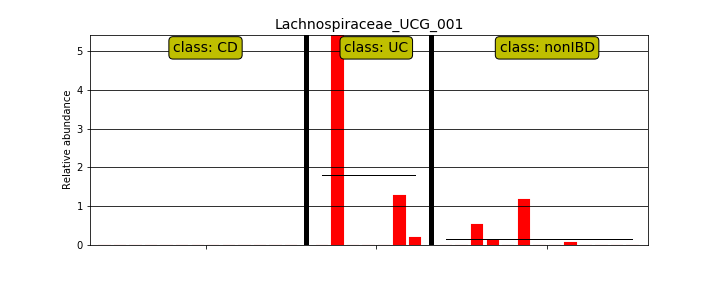 Lachnospiraceae_UCG_001
class: CD
class: UC
class: nonIBD
Relative abundance
5
4
3
2
1
0